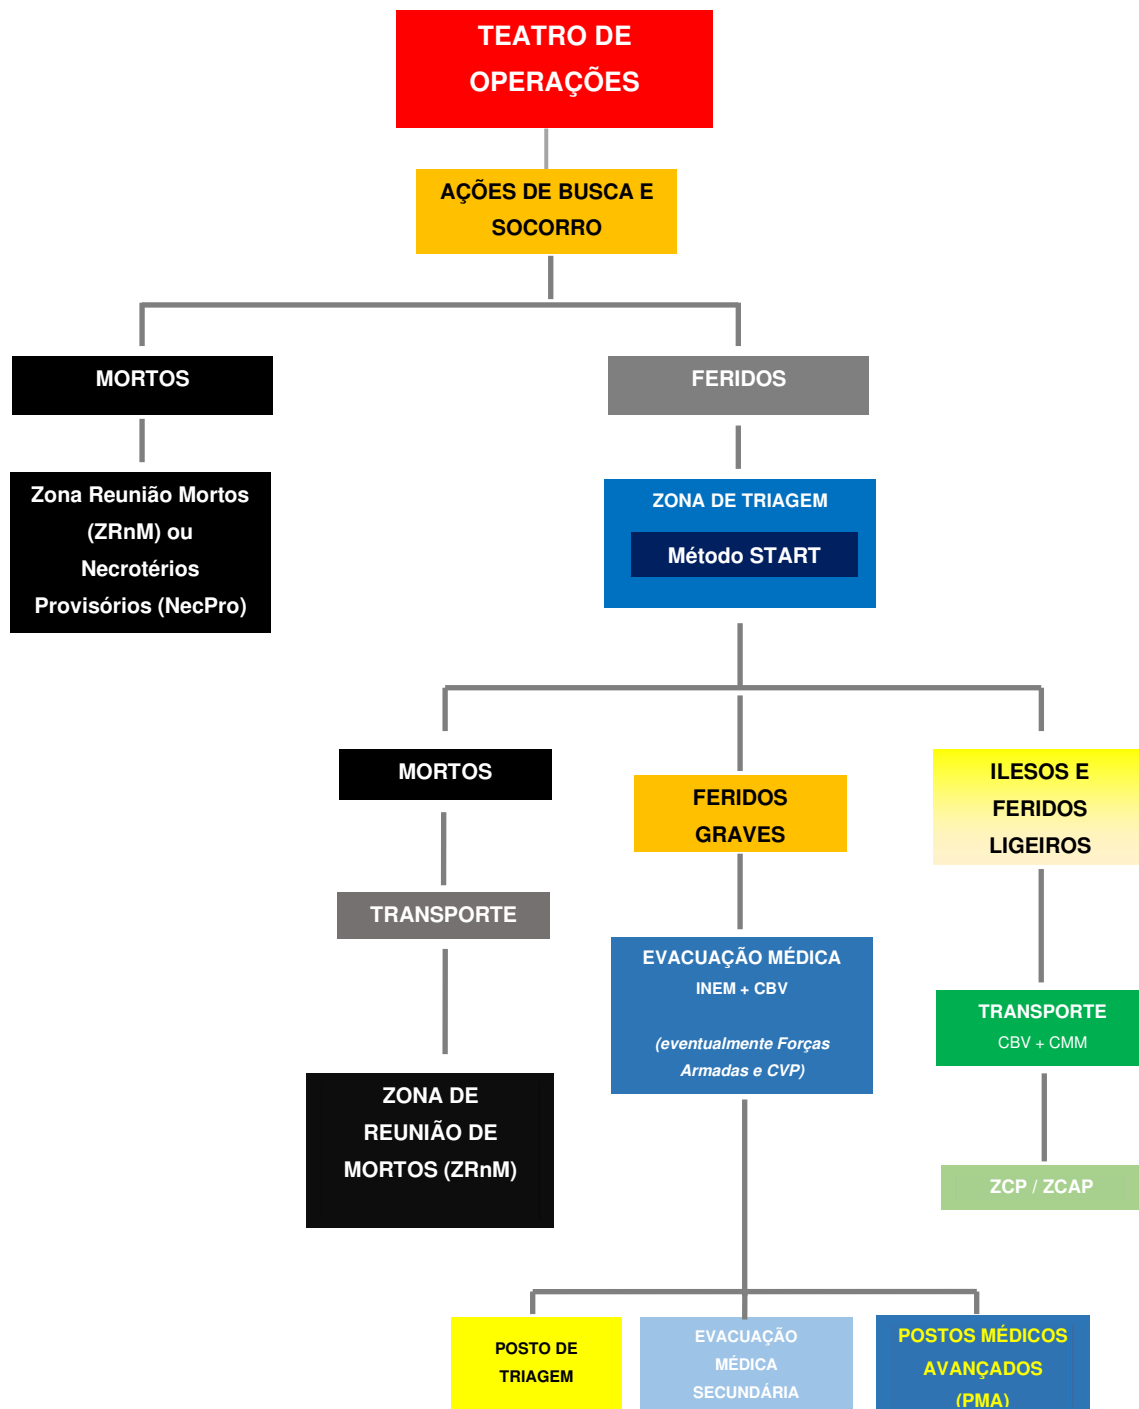 TEATRO DE
OPERAÇÕES
AÇÕES DE BUSCA E
SOCORRO
MORTOS
FERIDOS
Zona Reunião Mortos
(ZRnM) ou
Necrotérios
Provisórios (NecPro)
ZONA DE TRIAGEM
Método START
MORTOS
FERIDOS
GRAVES
ILESOS E
FERIDOS
LIGEIROS
TRANSPORTE
EVACUAÇÃO MÉDICA
INEM + CBV
(eventualmente Forças
Armadas e CVP)
TRANSPORTE
CBV + CMM
ZONA DE
REUNIÃO DE
MORTOS (ZRnM)
ZCP / ZCAP
POSTO DE
TRIAGEM
EVACUAÇÃO
MÉDICA
SECUNDÁRIA
POSTOS MÉDICOS
AVANÇADOS
(PMA)